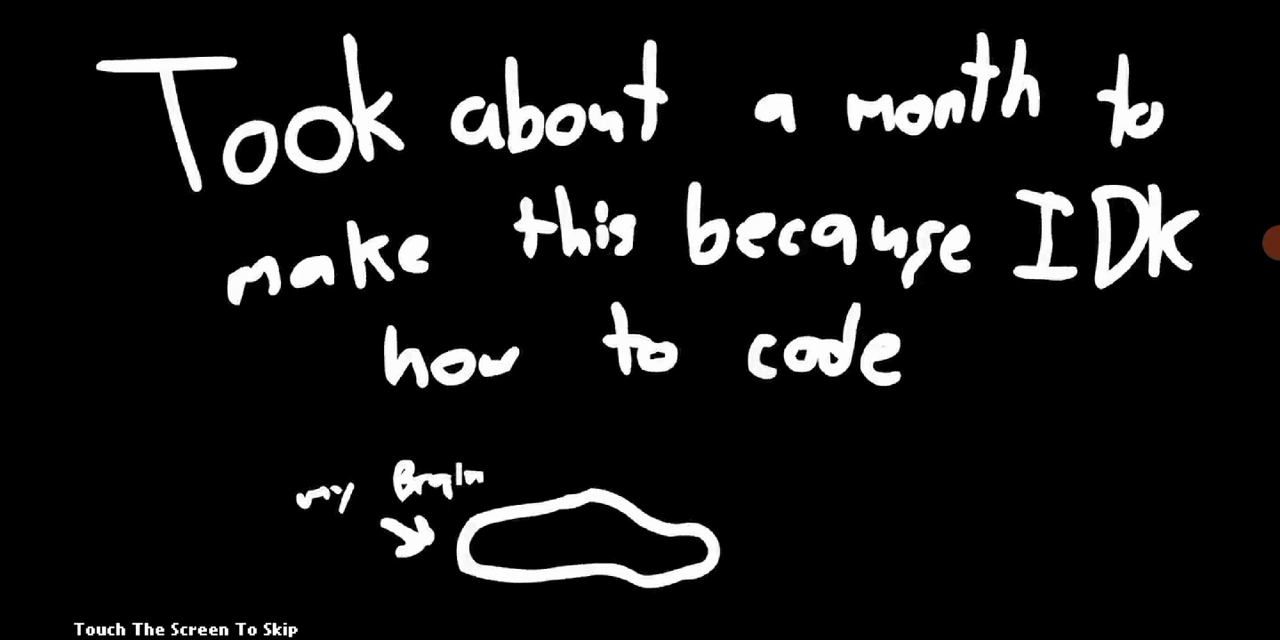 Took about a month to
make this because IDK
how to code
my Brain
Touch The Screen To Skip